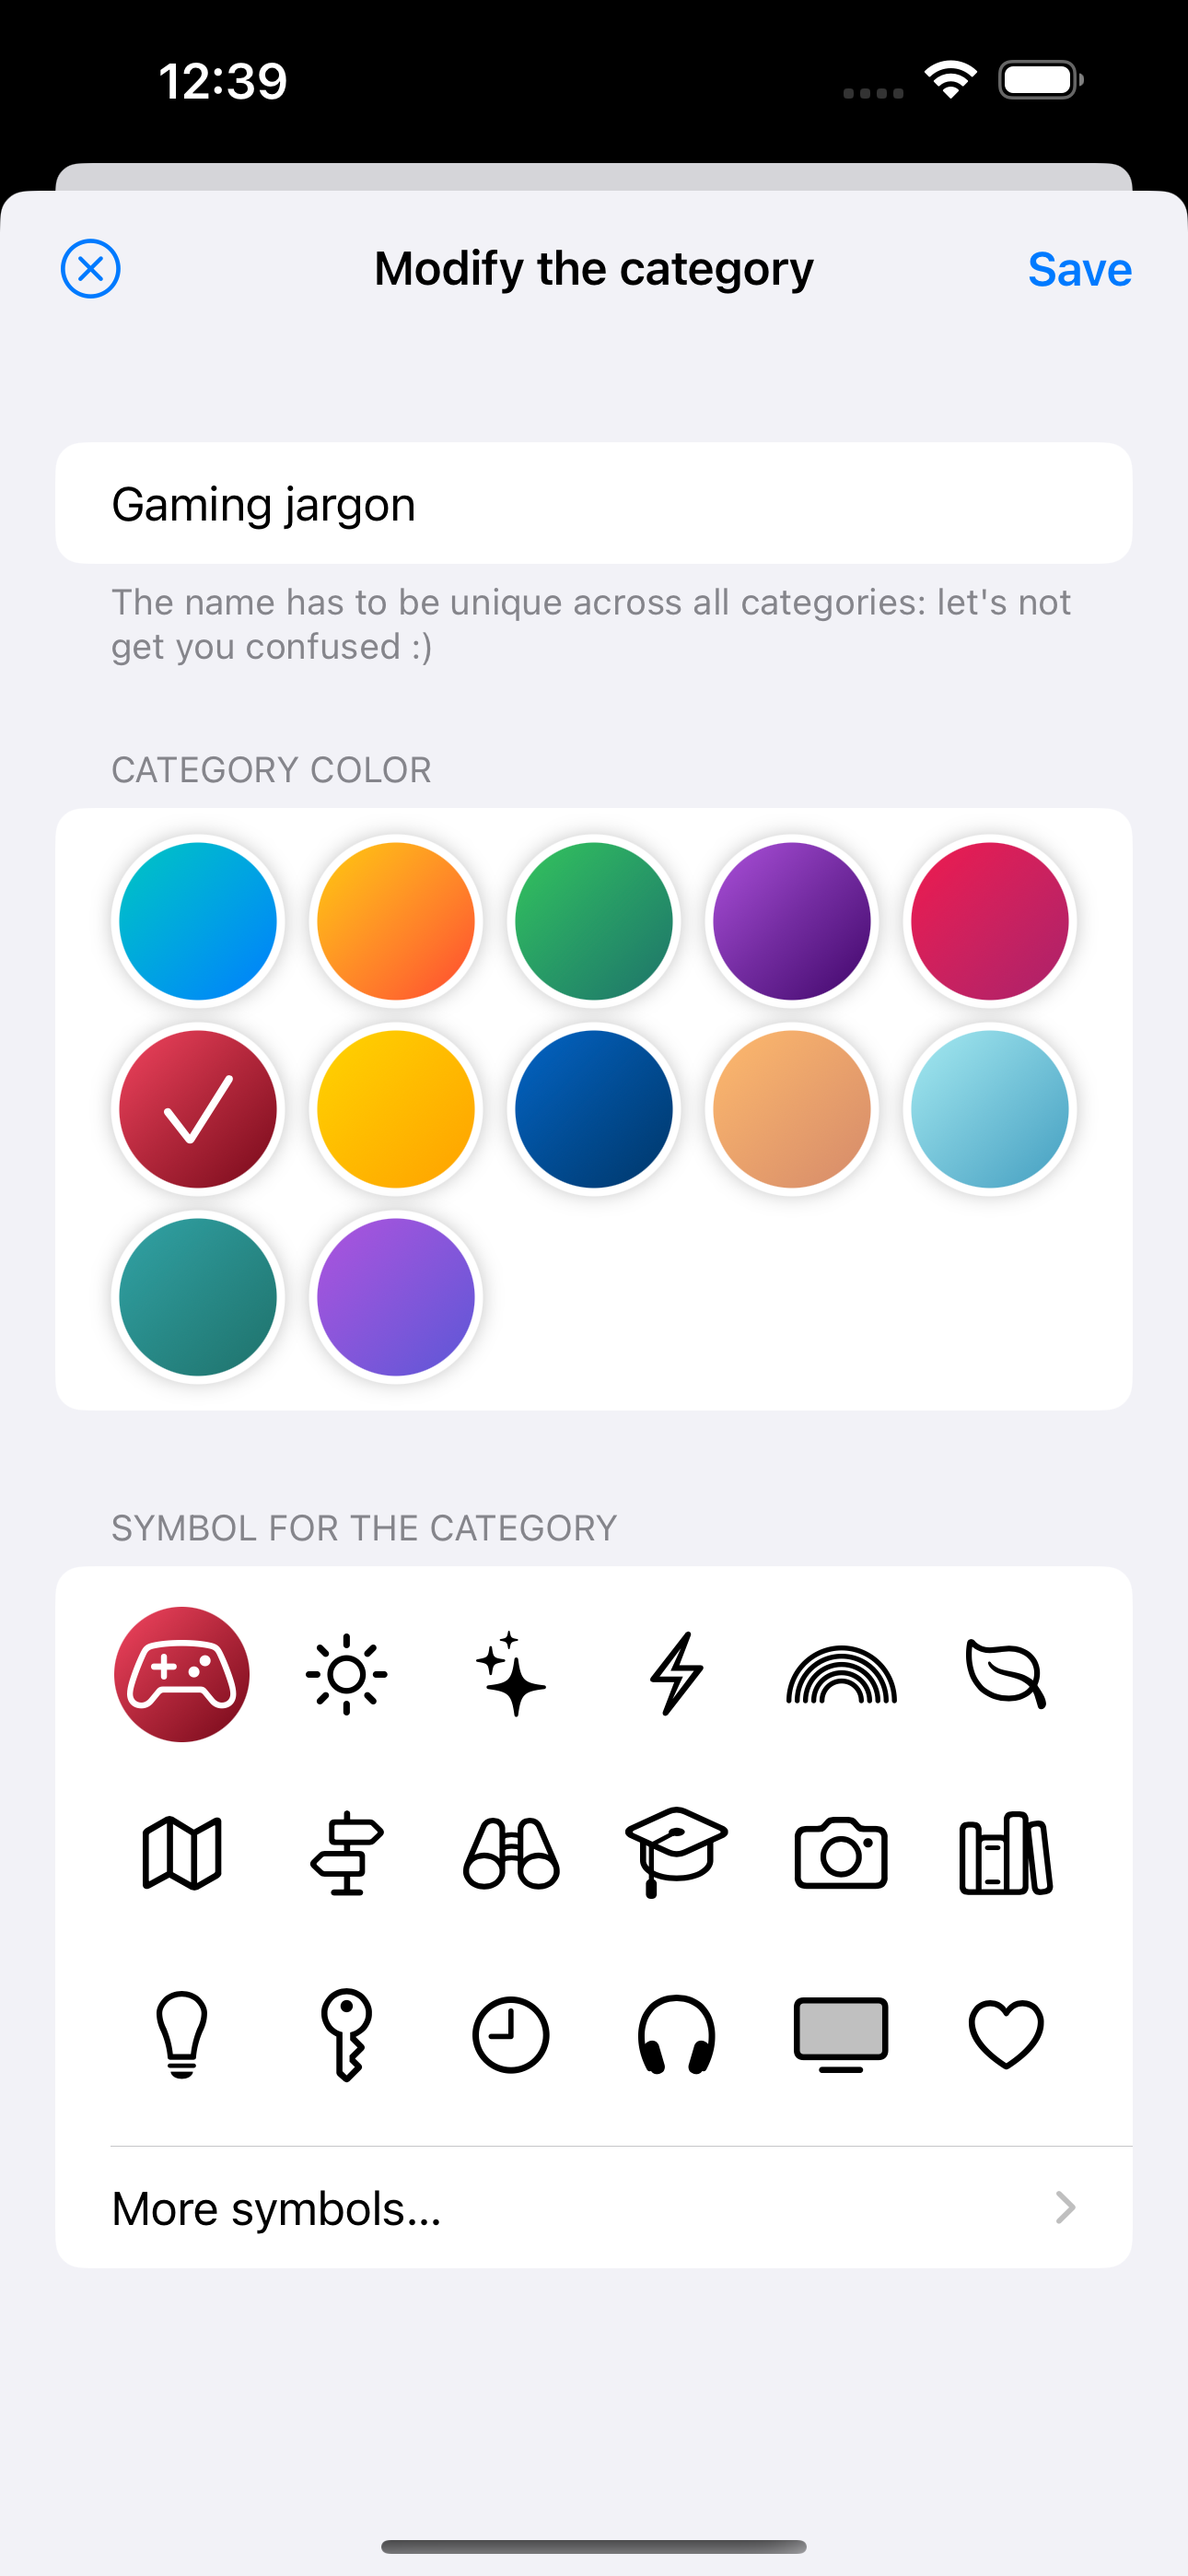 12:39
Modify the category
Save
Gaming jargon
The name has to be unique across all categories: let's not
get you confused :)
CATEGORY COLOR
SYMBOL FOR THE CATEGORY
More symbols...